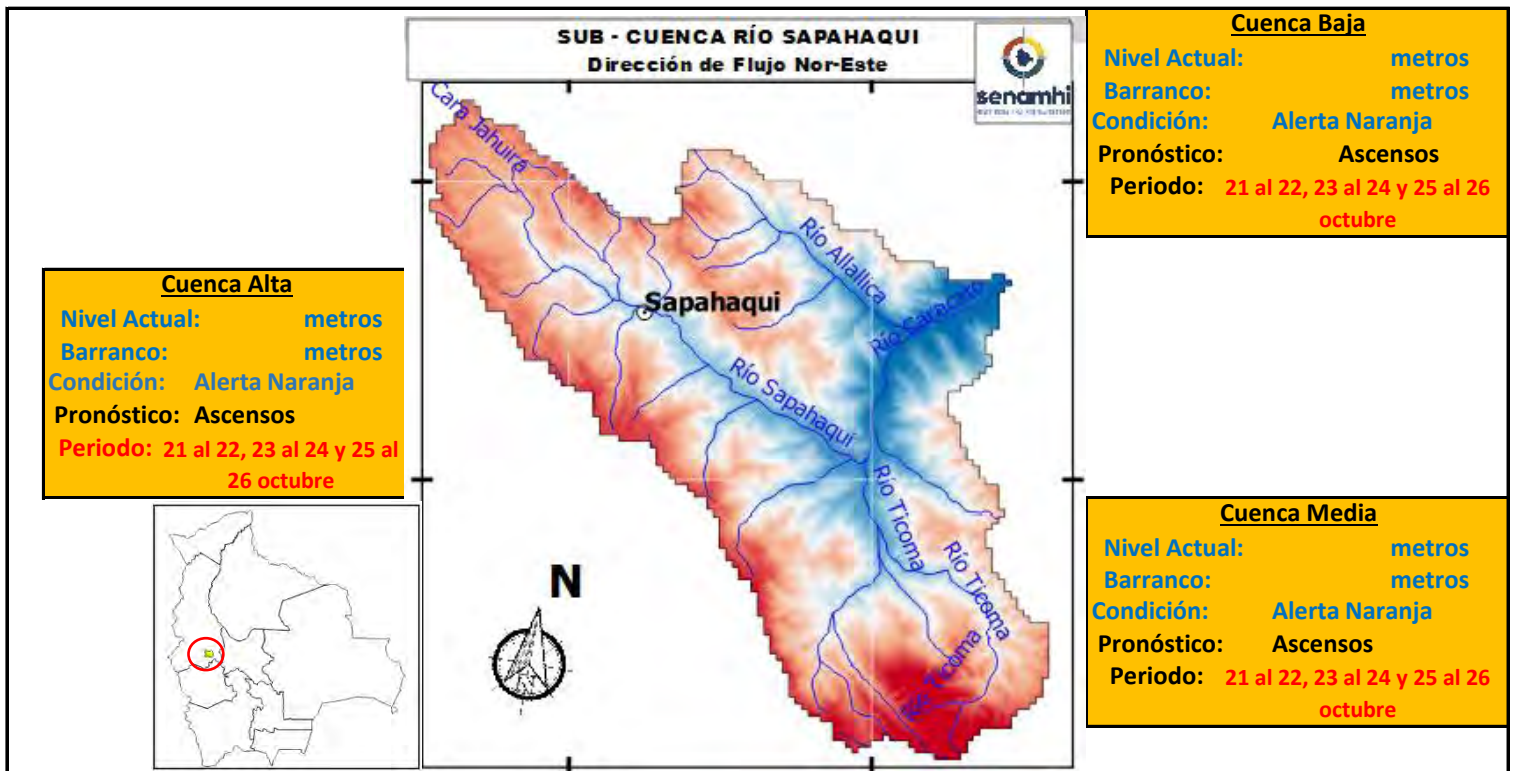 SUB - CUENCA RÍO SAPAHAQUI
Dirección de Flujo Nor-Este
senamhi
Cuenca Baja
Nivel Actual: metros
Barranco: metros
Condición: Alerta Naranja
Pronóstico: Ascensos
Periodo: 21 al 22, 23 al 24 y 25 al 26
octubre
Cuenca Alta
Nivel Actual: metros
Barranco: metros
Condición: Alerta Naranja
Pronóstico: Ascensos
Periodo: 21 al 22, 23 al 24 y 25 al
26 octubre
Cara Jahuira
Río Allallica
Sapahaqui
Río Saracato
Río Sapahaqui
Río Ticoma
Río Ticoma
Río Ticoma
N
Cuenca Media
Nivel Actual: metros
Barranco: metros
Condición: Alerta Naranja
Pronóstico: Ascensos
Periodo: 21 al 22, 23 al 24 y 25 al 26
octubre